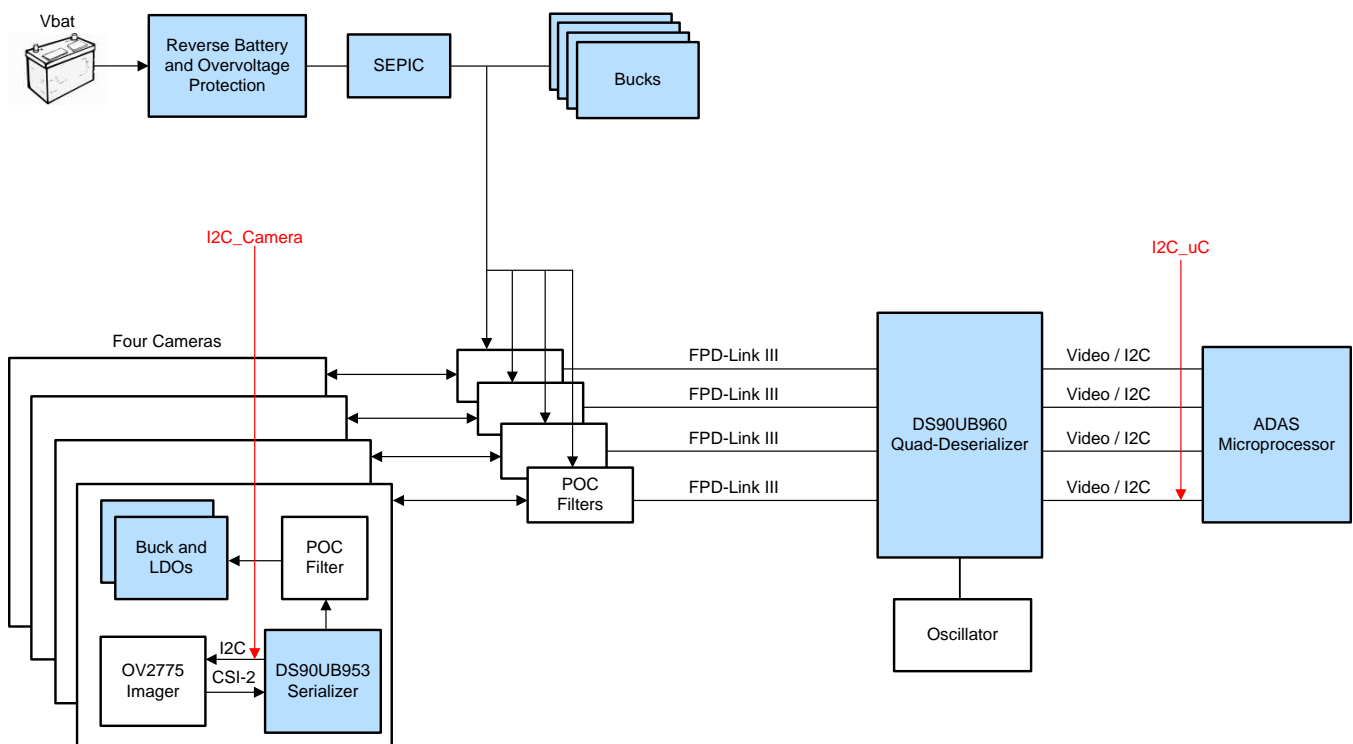 Vbat
Reverse Battery
and Overvoltage
Protection
SEPIC
Bucks
I2C_Camera
I2C_uC
Four Cameras
FPD-Link III
Video / I2C
FPD-Link III
Video / I2C
FPD-Link III
Video / I2C
FPD-Link III
Video / I2C
DS90UB960
Quad-Deserializer
ADAS
Microprocessor
POC
Filters
Buck and
LDOs
POC
Filter
OV2775
Imager
I2C
CSI-2
DS90UB953
Serializer
Oscillator